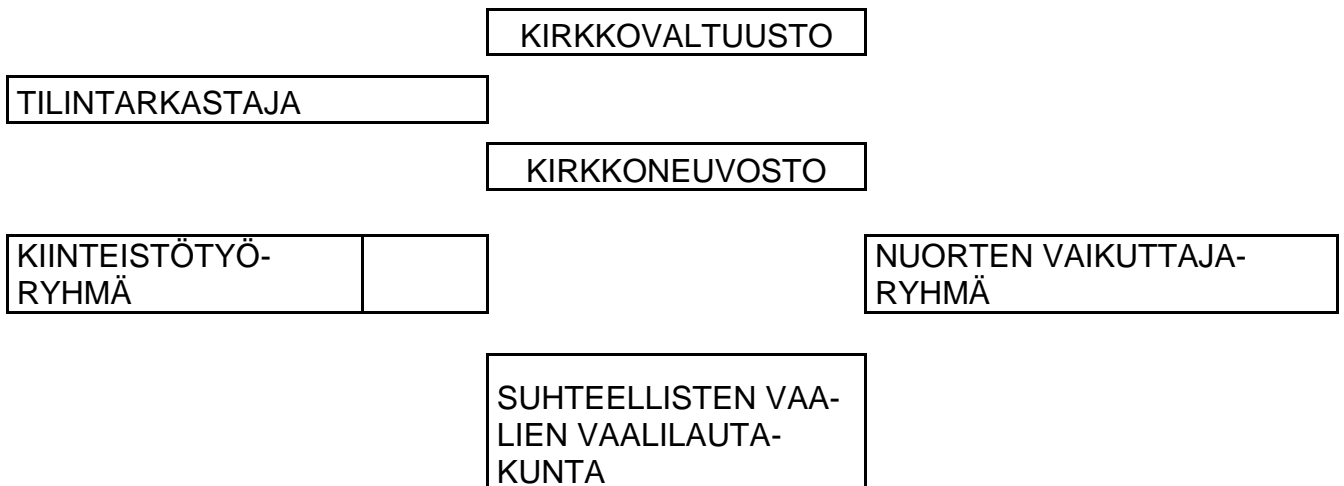 KIRKKOVALTUUSTO
TILINTARKASTAJA
KIRKKONEUVOSTO
KIINTEISTÖTYÖ-
RYHMÄ
NUORTEN VAIKUTTAJA-
RYHMÄ
SUHTEELLISTEN VAA-
LIEN VAALILAUTA-
KUNTA